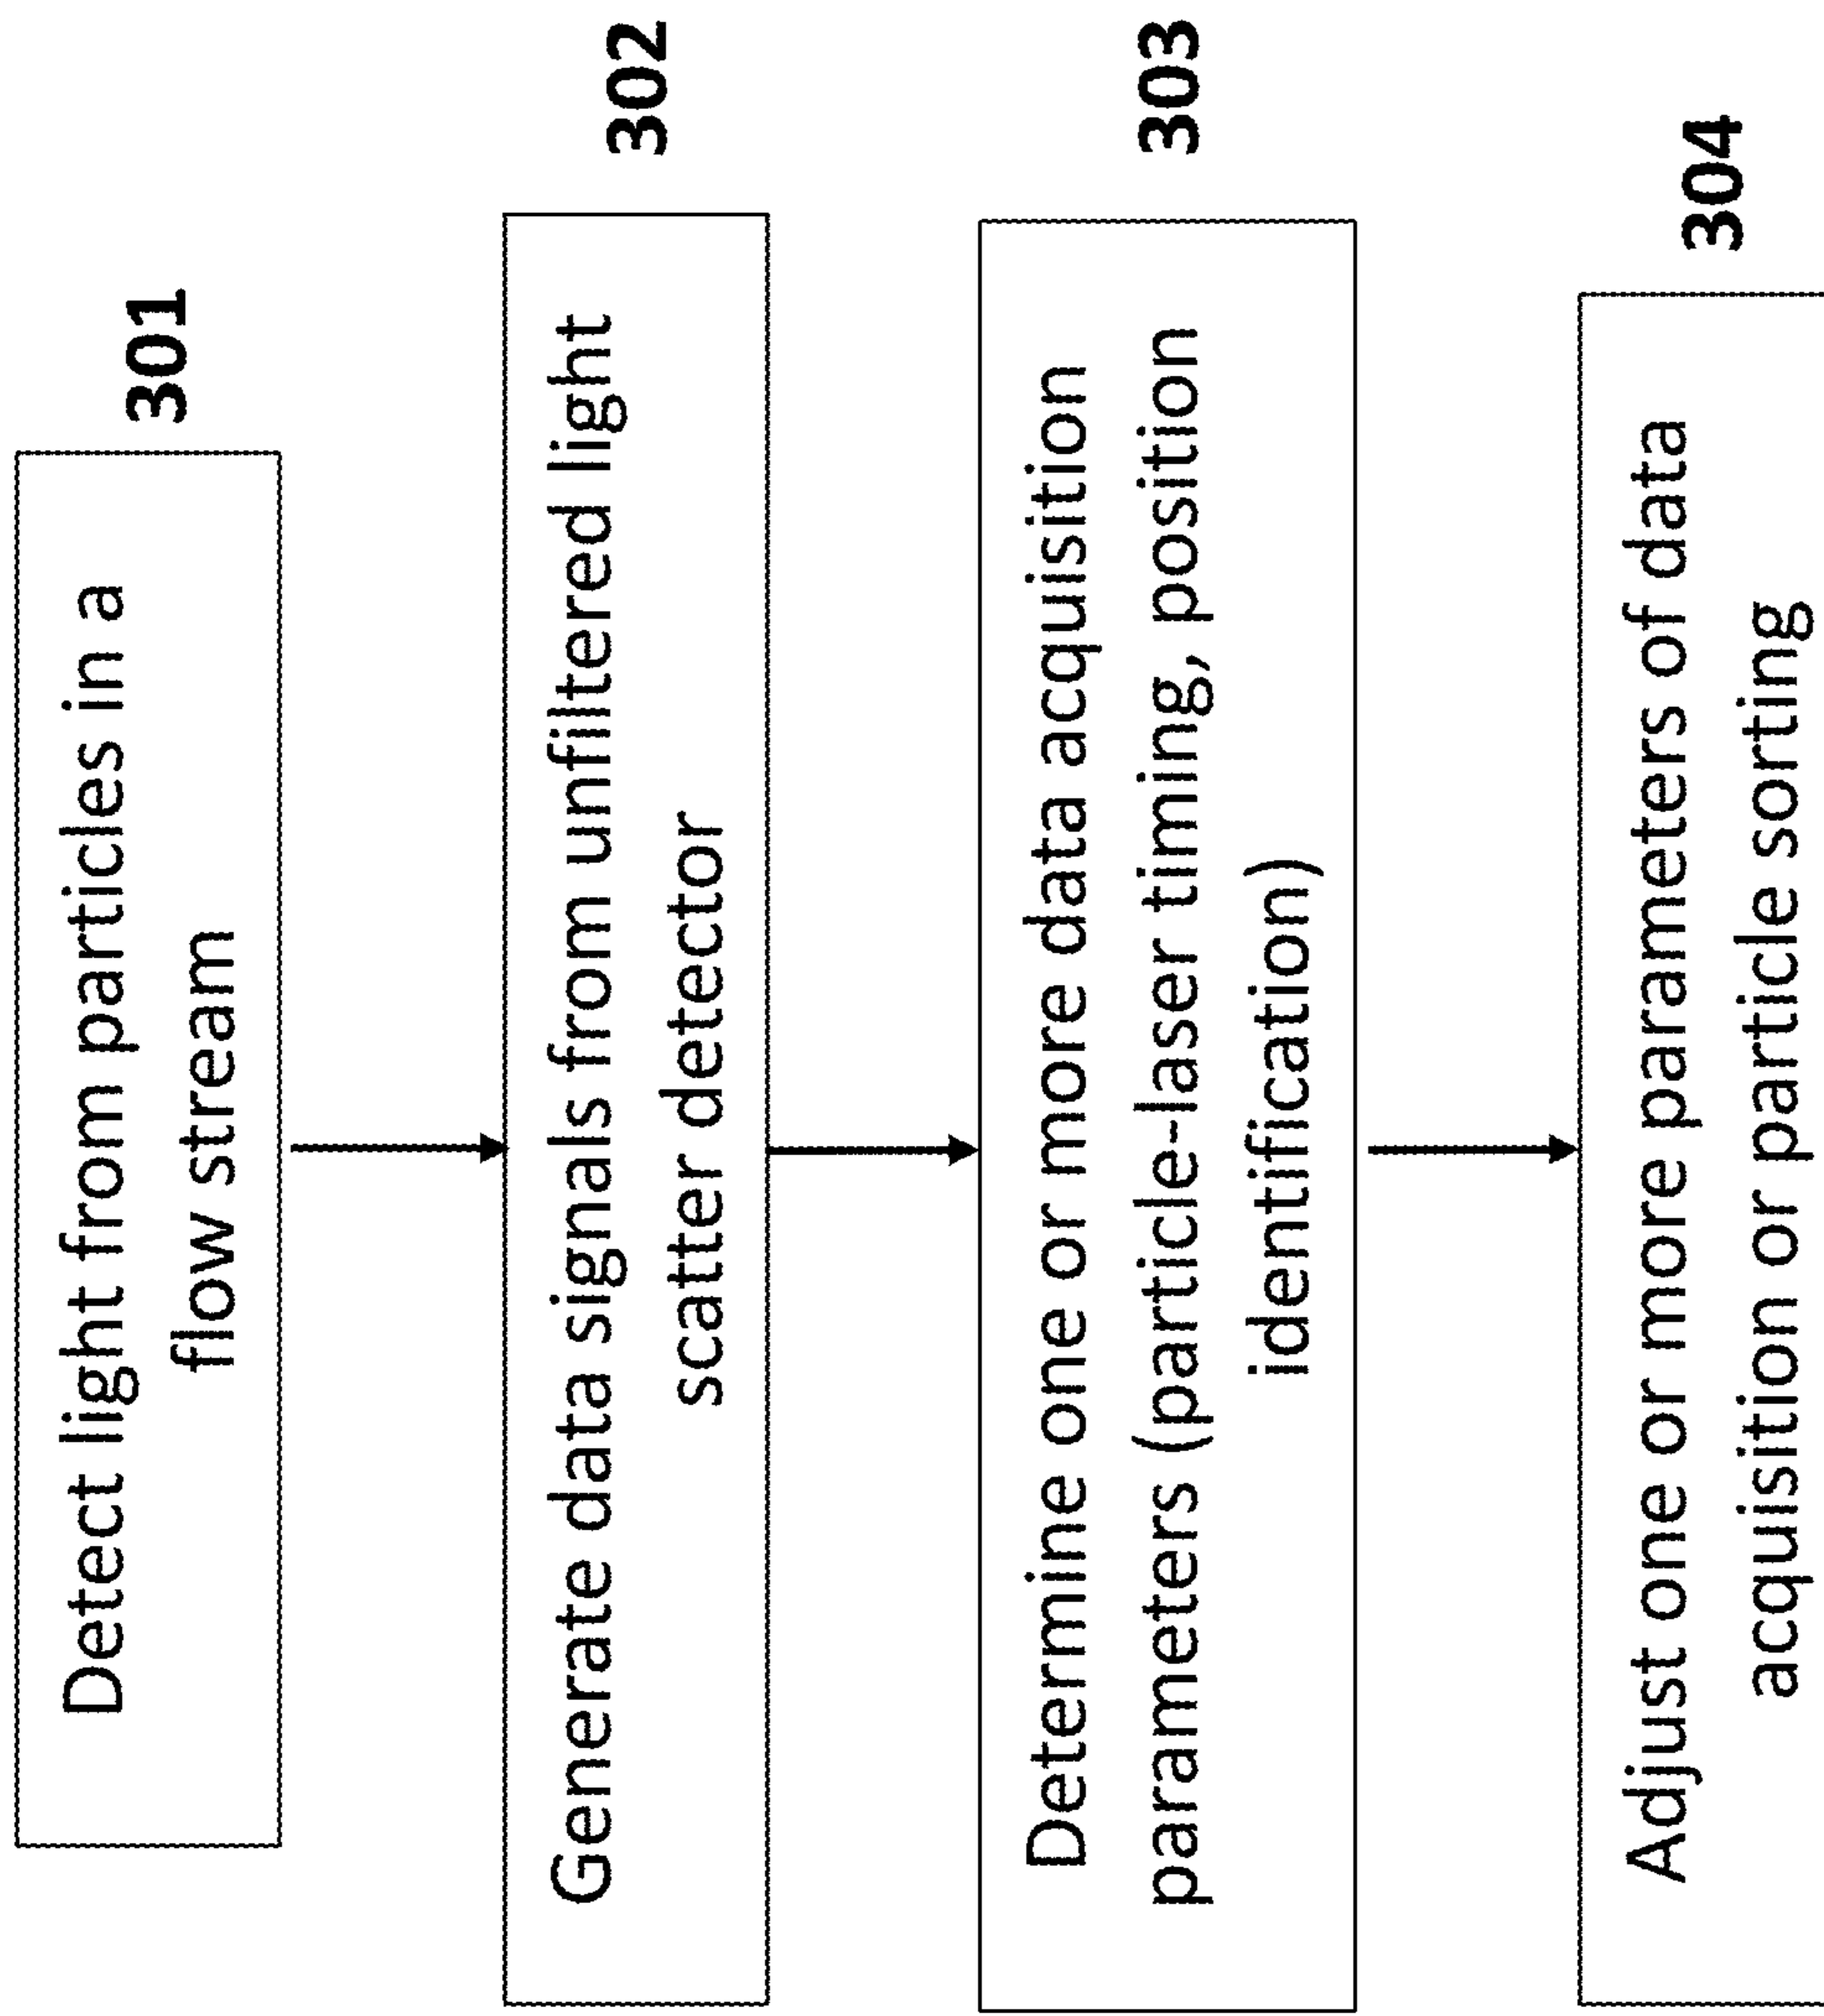 Detect light from particles in a
flow stream
301
Generate data signals from unfiltered light
scatter detector
302
Determine one or more data acquisition
parameters (particle-laser timing, position
identification)
303
Adjust one or more parameters of data
acquisition or particle sorting
304